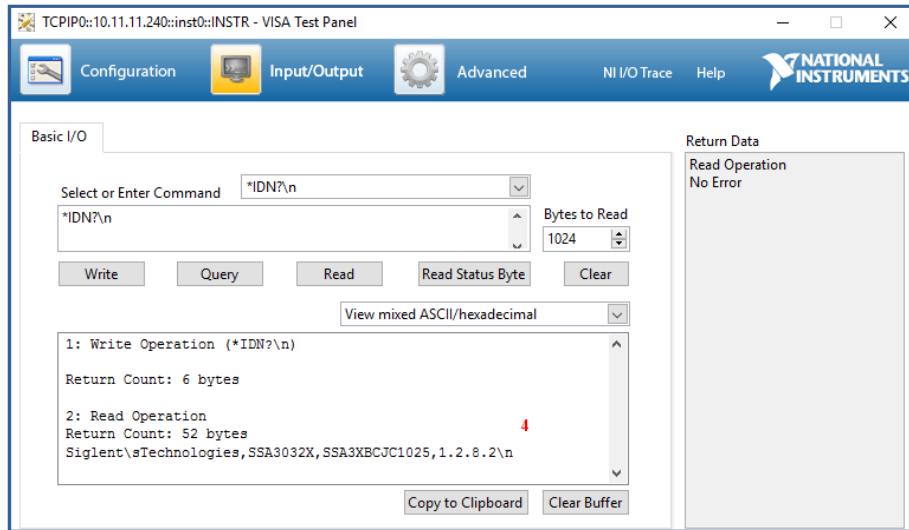 TCPIP0::10.11.11.240::inst0::INSTR - VISA Test Panel
Configuration Input/Output Advanced NI I/O Trace Help NATIONAL INSTRUMENTS
Basic I/O
Return Data
Read Operation
No Error
Select or Enter Command *IDN?\n
*IDN?\n
Bytes to Read
1024
Write Query Read Read Status Byte Clear
View mixed ASCII/hexadecimal
1: Write Operation (*IDN?\n)
Return Count: 6 bytes
2: Read Operation
Return Count: 52 bytes
4
Siglent\sTechnologies,SSA3032X,SSA3XBCJC1025,1.2.8.2\n
Copy to Clipboard Clear Buffer